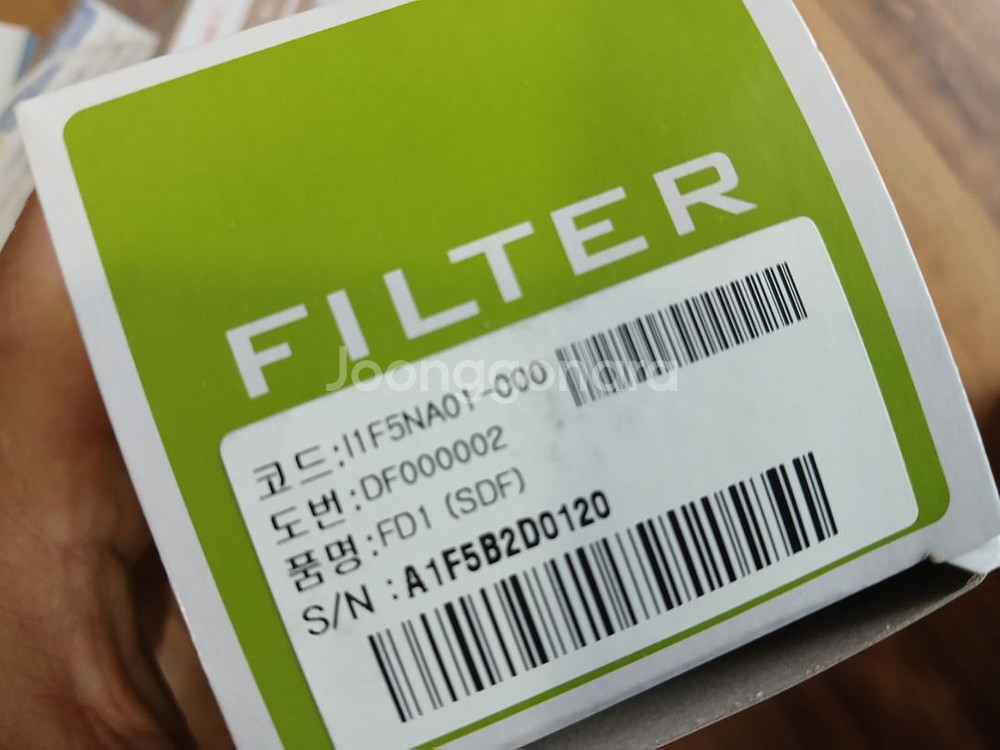 FILTER
코드:I1F5NA01-000
도번:DF000002
품명:FD1 (SDF)
S/N :A1F5B2D0120
Joonggonara